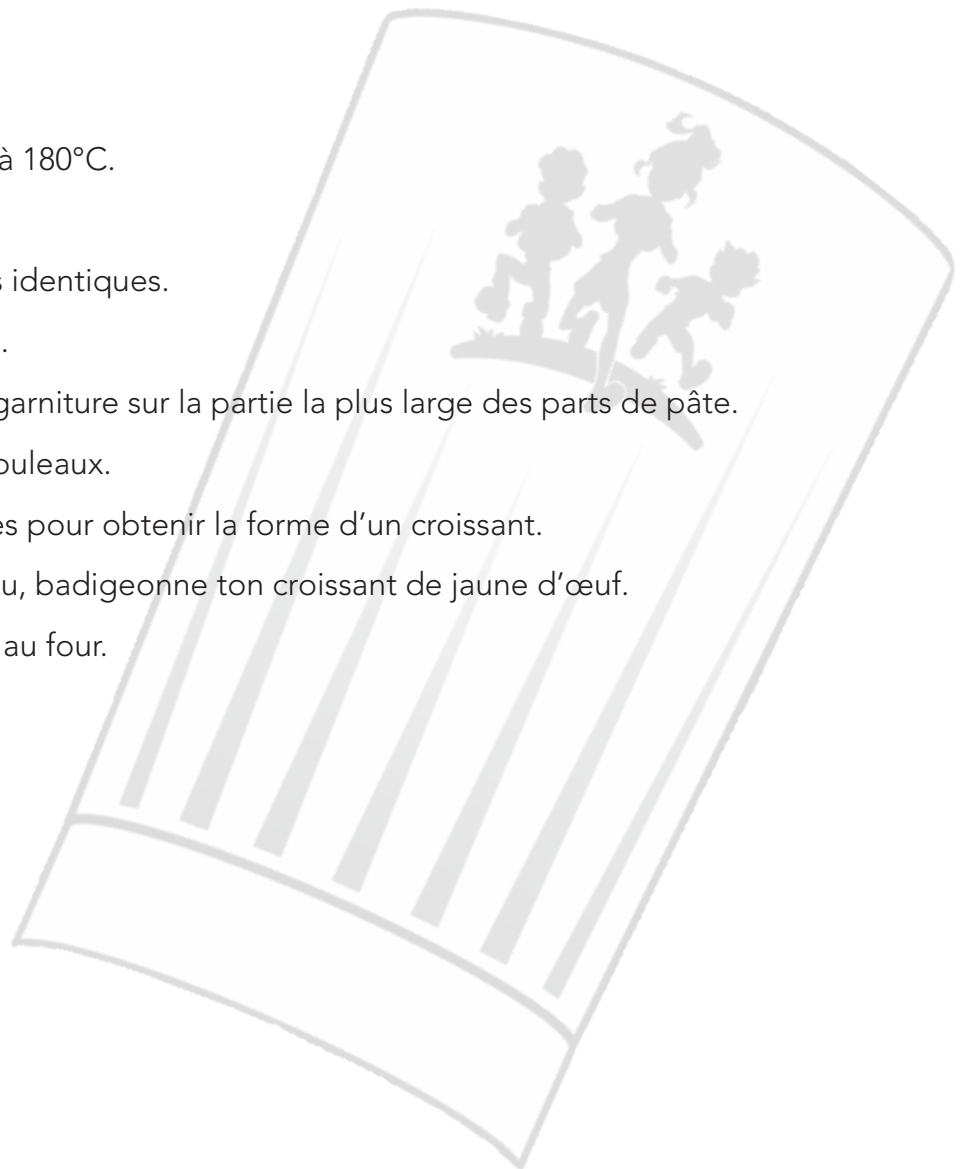 à 180°C.
s identiques.
.
garniture sur la partie la plus large des parts de pâte.
ouleaux.
es pour obtenir la forme d’un croissant.
u, badigeonne ton croissant de jaune d’œuf.
au four.